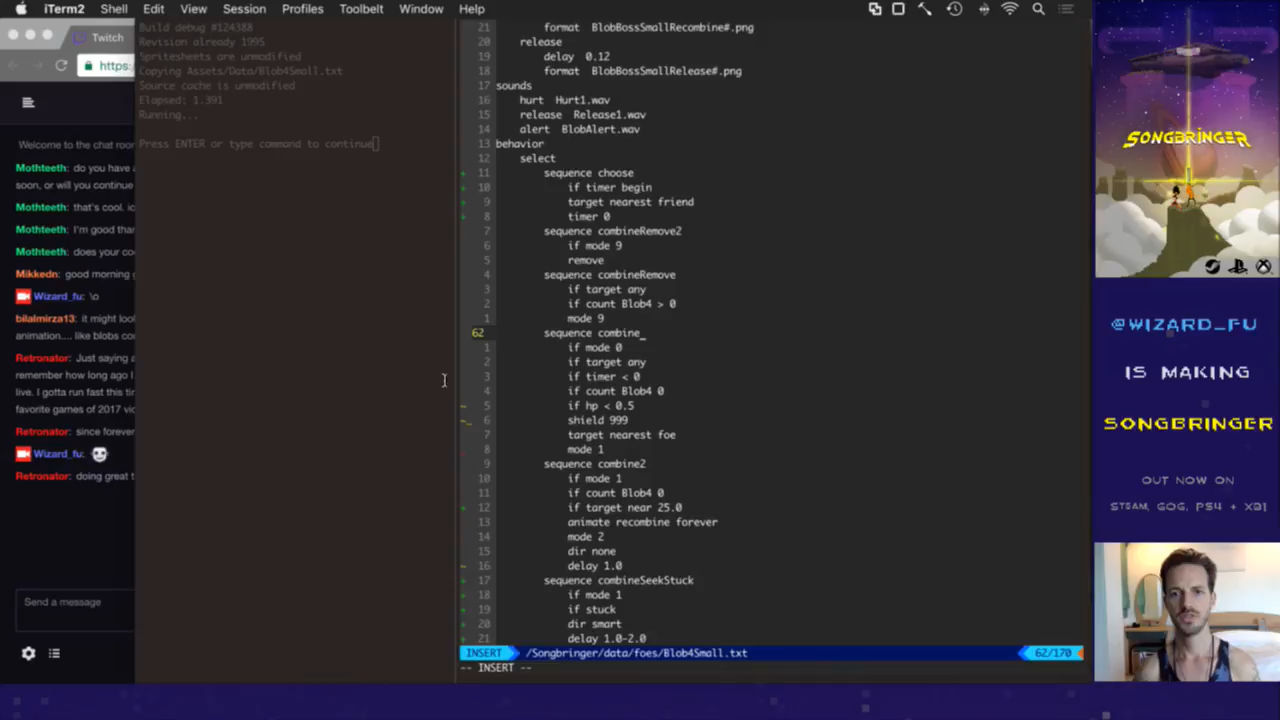 iTerm2 Shell Edit View Session Profiles Toolbelt Window Help
Twitch
https:
Welcome to the chat roo
Mothteeth: do you have
soon, or will you continue
Mothteeth: that's cool.
Mothteeth: I'm good than
Mothteeth: does your co
Mikkedn: good morning
Wizard_fu: \o
bilalmirza13: it might loo
animation.... like blobs co
Retronator: Just saying
remember how long ago I
live. I gotta run fast this tim
favorite games of 2017 vid
Retronator: since forever
Wizard_fu:
Retronator: doing great t
Send a message
Build debug #124388
Revision already 1995
Spritesheets are unmodified
Copying Assets/Data/Blob4Small.txt
Source cache is unmodified
Elapsed: 1.391
Running...
Press ENTER or type command to continue
21 format BlobBossSmallRecombine#.png
20 release
19 delay 0.12
18 format BlobBossSmallRelease#.png
17 sounds
16 hurt Hurt1.wav
15 release Release1.wav
14 alert BlobAlert.wav
13 behavior
12 select
+ 11 sequence choose
+ 10 if timer begin
+ 9 target nearest friend
+ 8 timer 0
7 sequence combineRemove2
6 if mode 9
5 remove
4 sequence combineRemove
3 if target any
2 if count Blob4 > 0
1 mode 9
62 sequence combine_
1 if mode 0
2 if target any
3 if timer < 0
4 if count Blob4 0
~ 5 if hp < 0.5
~_ 6 shield 999
7 target nearest foe
8 mode 1
9 sequence combine2
10 if mode 1
11 if count Blob4 0
+ 12 if target near 25.0
13 animate recombine forever
14 mode 2
15 dir none
~ 16 delay 1.0
+ 17 sequence combineSeekStuck
+ 18 if mode 1
+ 19 if stuck
+ 20 dir smart
+ 21 delay 1.0-2.0
INSERT /Songbringer/data/foes/Blob4Small.txt 62/170
-- INSERT --
SONGBRINGER
@WIZARD_FU
IS MAKING
SONGBRINGER
OUT NOW ON
STEAM, GOG, PS4 + XB1